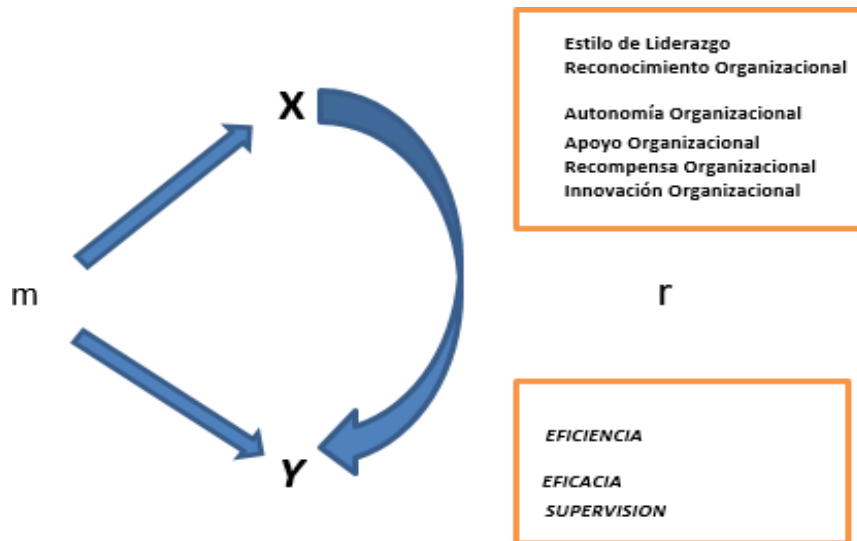 Estilo de Liderazgo
Reconocimiento Organizacional
X
Autonomía Organizacional
Apoyo Organizacional
Recompensa Organizacional
Innovación Organizacional
m
r
EFICIENCIA
Y
EFICACIA
SUPERVISION